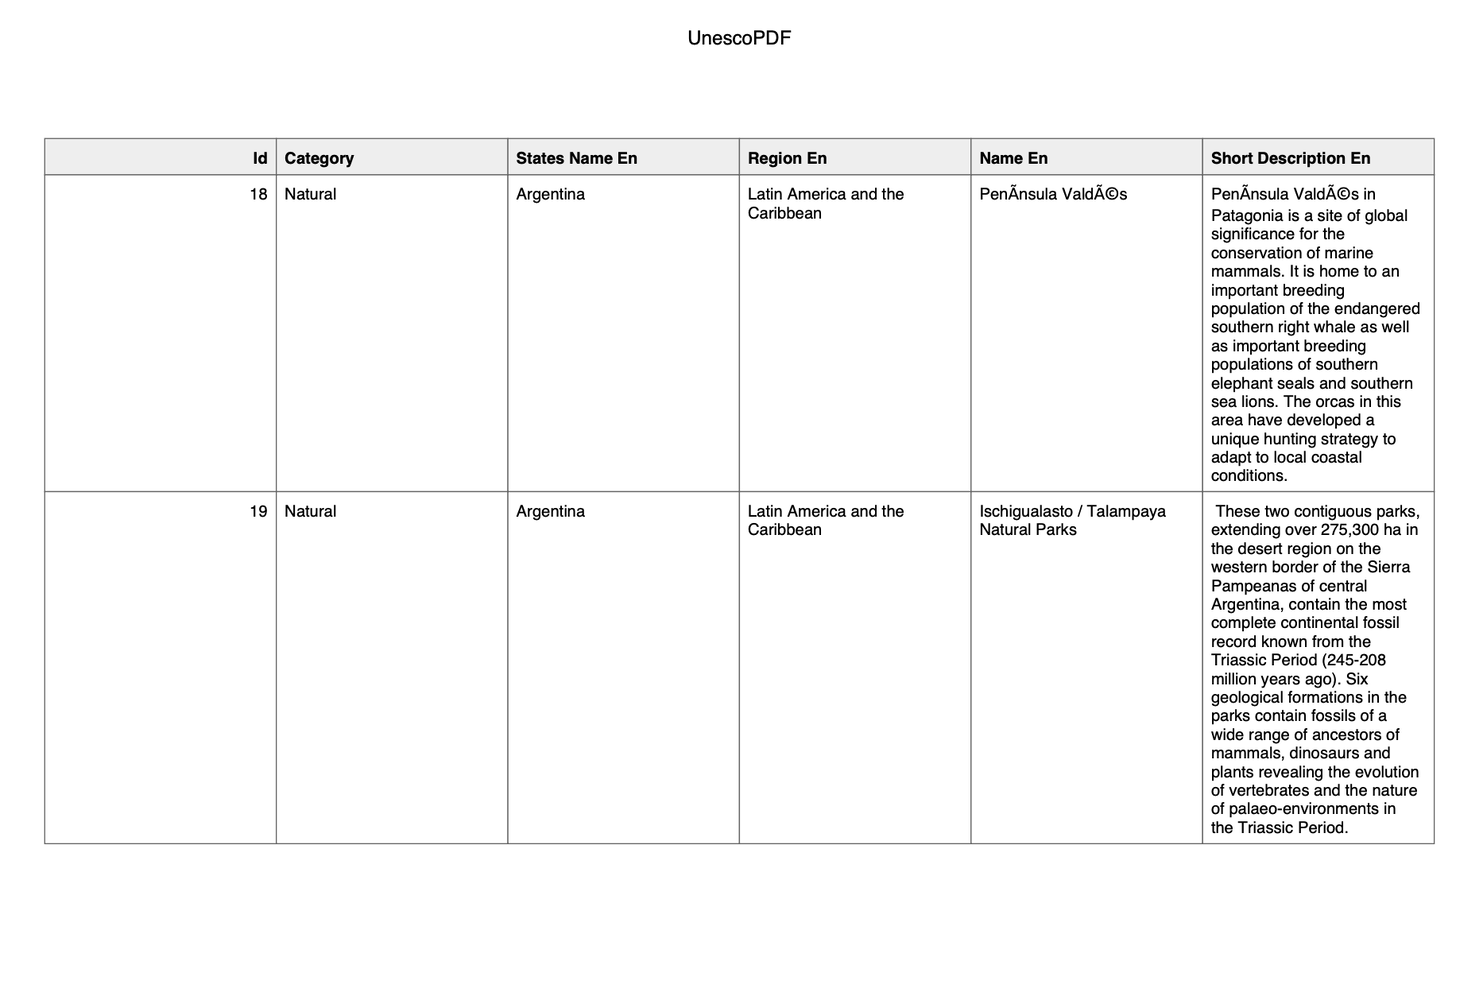 UnescoPDF
Id
Category
States Name En
Region En
Name En
Short Description En
18
Natural
Argentina
Latin America and the
Caribbean
PenÃnsula ValdÃ©s
PenÃnsula ValdÃ©s in
Patagonia is a site of global
significance for the
conservation of marine
mammals. It is home to an
important breeding
population of the endangered
southern right whale as well
as important breeding
populations of southern
elephant seals and southern
sea lions. The orcas in this
area have developed a
unique hunting strategy to
adapt to local coastal
conditions.
19
Natural
Argentina
Latin America and the
Caribbean
Ischigualasto / Talampaya
Natural Parks
These two contiguous parks,
extending over 275,300 ha in
the desert region on the
western border of the Sierra
Pampeanas of central
Argentina, contain the most
complete continental fossil
record known from the
Triassic Period (245-208
million years ago). Six
geological formations in the
parks contain fossils of a
wide range of ancestors of
mammals, dinosaurs and
plants revealing the evolution
of vertebrates and the nature
of palaeo-environments in
the Triassic Period.